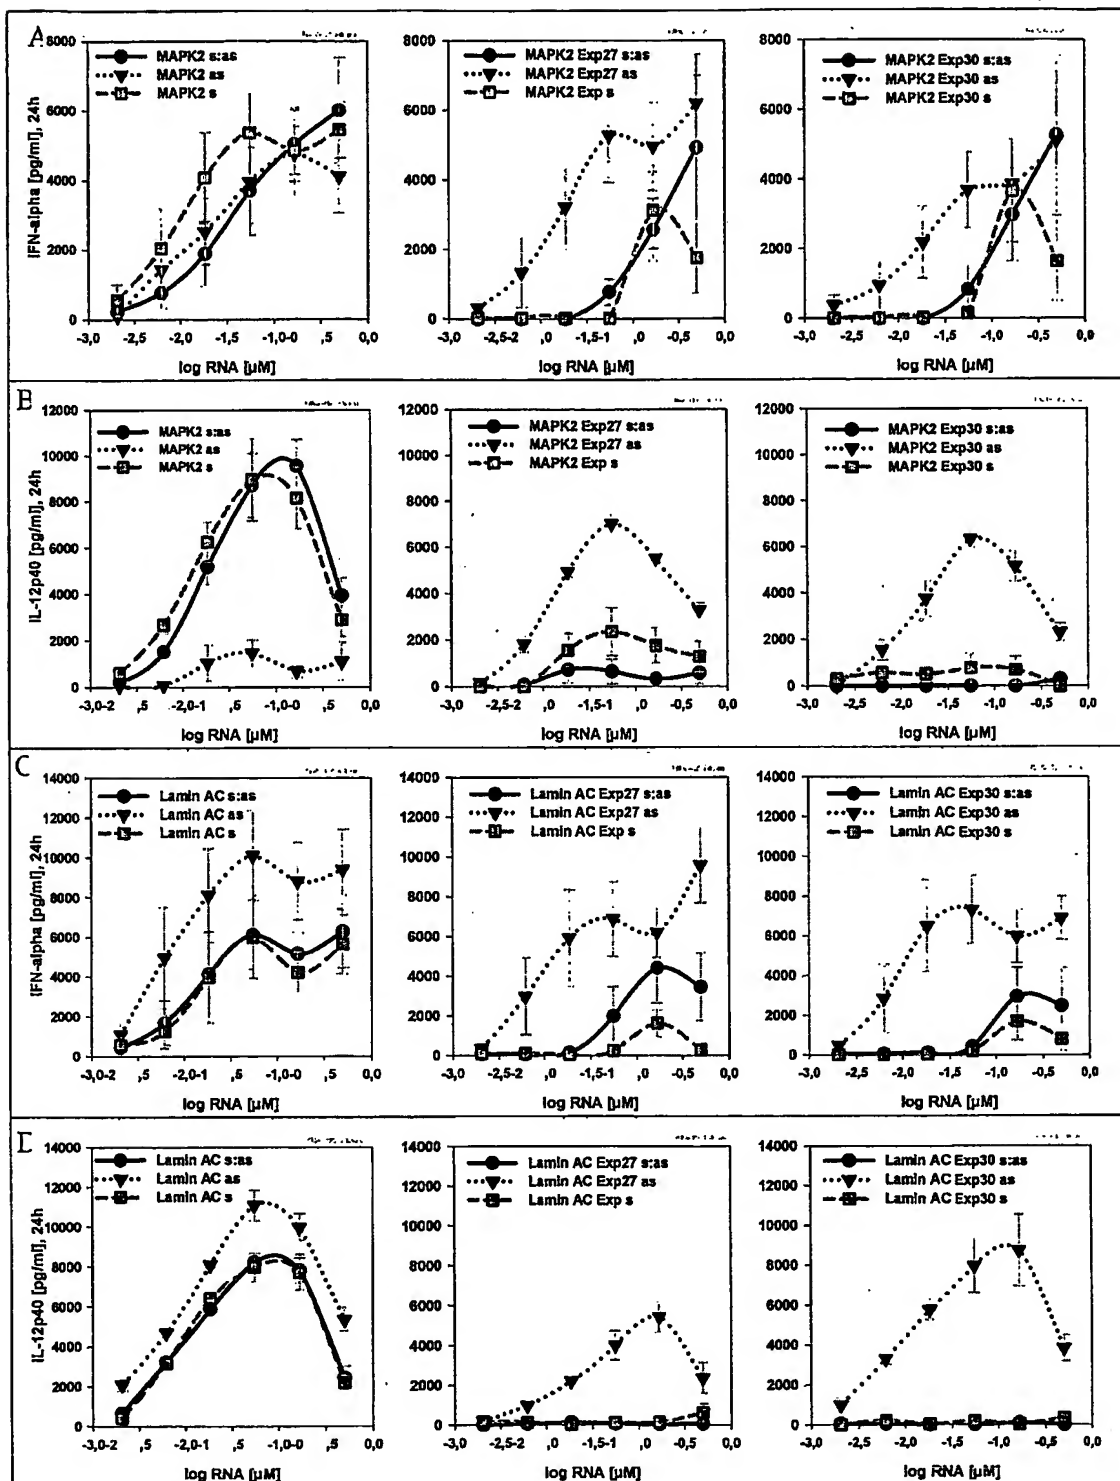 A
8000
6000
4000
2000
0
IFN-alpha [pg/ml], 24h
MAPK2 s:as
MAPK2 as
MAPK2 s
-3,0 -2,0 -1,0 0,0
log RNA [µM]
8000
6000
4000
2000
0
MAPK2 Exp27 s:as
MAPK2 Exp27 as
MAPK2 Exp s
-3,0 -2,5 -2 ,0 -1,5 -1 ,0 -0,5 0,0
log RNA [µM]
8000
6000
4000
2000
0
MAPK2 Exp30 s:as
MAPK2 Exp30 as
MAPK2 Exp30 s
-3,0 -2,5 -2,0 -1,5 -1,0 -0,5 0,0
log RNA [µM]
B
12000
10000
8000
6000
4000
2000
0
IL-12p40 [pg/ml], 24h
MAPK2 s:as
MAPK2 as
MAPK2 s
-3,0-2 ,5 -2,0-1 ,5 -1,0-0 ,5 0,0
log RNA [µM]
12000
10000
8000
6000
4000
2000
0
MAPK2 Exp27 s:as
MAPK2 Exp27 as
MAPK2 Exp s
-3,0 -2,5-2 ,0 -1,5-1 ,0 -0,5 0,0
log RNA [µM]
12000
10000
8000
6000
4000
2000
0
MAPK2 Exp30 s:as
MAPK2 Exp30 as
MAPK2 Exp30 s
-3,0 -2,5 -2,0 -1,5 -1,0 -0,5 0,0
log RNA [µM]
C
14000
12000
10000
8000
6000
4000
2000
0
IFN-alpha [pg/ml], 24h
Lamin AC s:as
Lamin AC as
Lamin AC s
-3,0-2 ,5 -2,0-1 ,5 -1,0-0 ,5 0,0
log RNA [µM]
14000
12000
10000
8000
6000
4000
2000
0
Lamin AC Exp27 s:as
Lamin AC Exp27 as
Lamin AC Exp s
-3,0 -2,5-2 ,0 -1,5-1 ,0 -0,5 0,0
log RNA [µM]
14000
12000
10000
8000
6000
4000
2000
0
Lamin AC Exp30 s:as
Lamin AC Exp30 as
Lamin AC Exp30 s
-3,0 -2,5 -2,0 -1,5 -1,0 -0,5 0,0
log RNA [µM]
14000
12000
10000
8000
6000
4000
2000
0
IL-12p40 [pg/ml], 24h
Lamin AC s:as
Lamin AC as
Lamin AC s
-3,0-2 ,5 -2,0-1 ,5 -1,0-0 ,5 0,0
log RNA [µM]
14000
12000
10000
8000
6000
4000
2000
0
Lamin AC Exp27 s:as
Lamin AC Exp27 as
Lamin AC Exp s
-3,0 -2,5-2 ,0 -1,5-1 ,0 -0,5 0,0
log RNA [µM]
14000
12000
10000
8000
6000
4000
2000
0
Lamin AC Exp30 s:as
Lamin AC Exp30 as
Lamin AC Exp30 s
-3,0 -2,5 -2,0 -1,5 -1,0 -0,5 0,0
log RNA [µM]